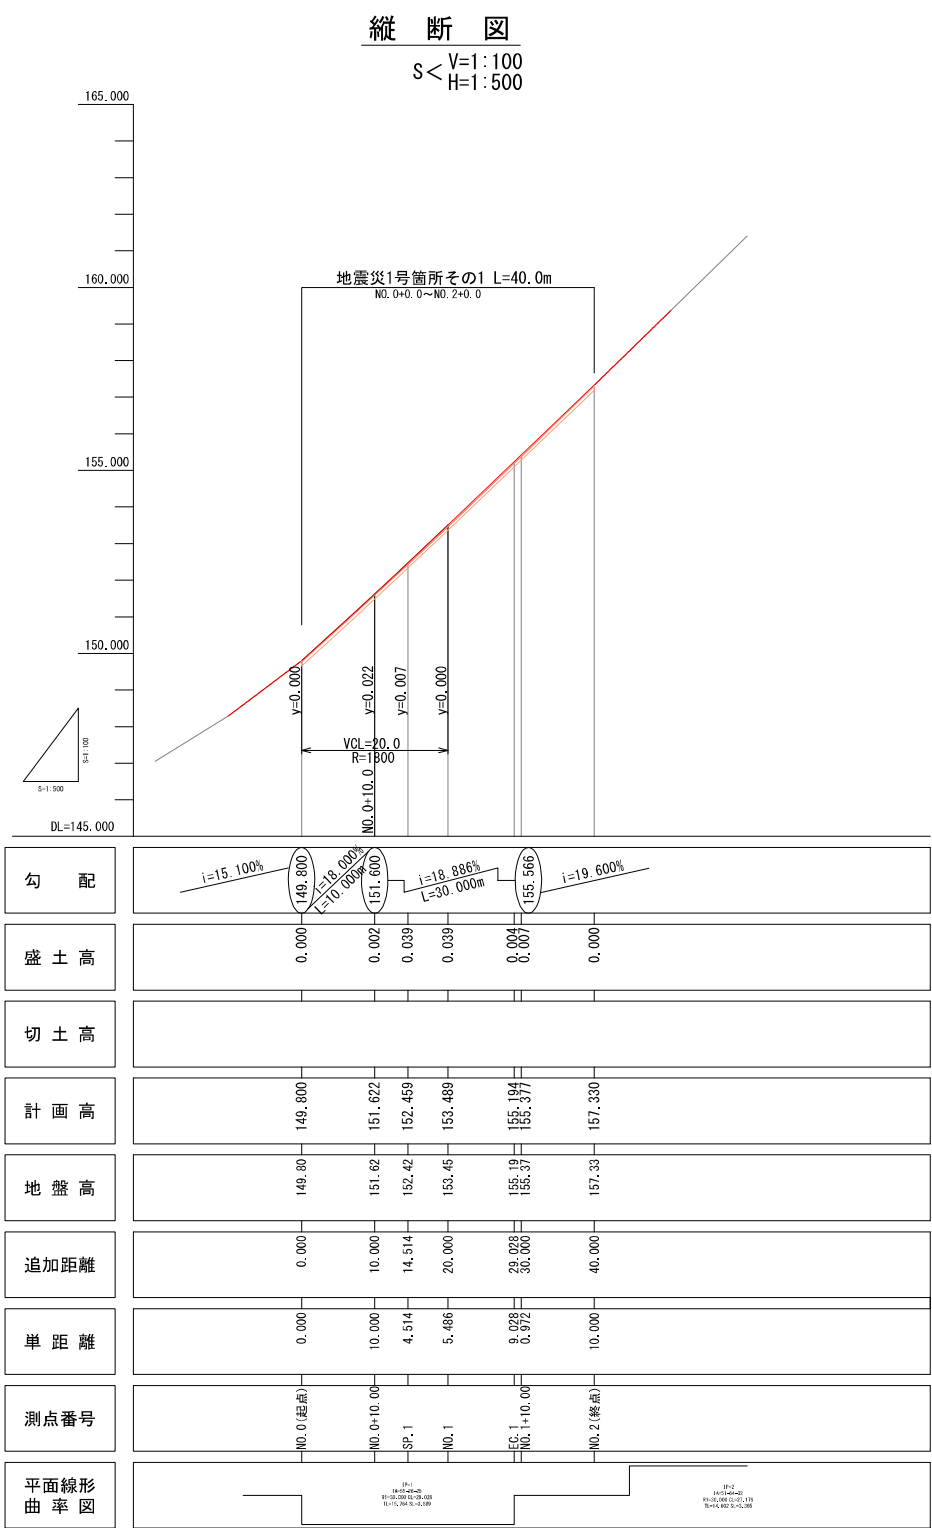 縦断図
S< V=1:100
H=1:500
165.000
160.000
155.000
150.000
DL=145.000
地震災1号箇所その1 L=40.0m
NO.0+0.0～NO.2+0.0
y=0.000
y=0.022
y=0.007
y=0.000
VCL=20.0
R=1800
NO.0+10.0
S=1:100
S=1:500
勾配
i=15.100%
149.800
i=18.000%
L=10.000m
151.600
i=18.886%
L=30.000m
155.566
i=19.600%
盛土高
0.000 0.002 0.039 0.039 0.004 0.007 0.000
切土高
計画高
149.800 151.622 152.459 153.489 155.194 155.377 157.330
地盤高
149.80 151.62 152.42 153.45 155.19 155.37 157.33
追加距離
0.000 10.000 14.514 20.000 29.028 30.000 40.000
単距離
0.000 10.000 4.514 5.486 9.028 0.972 10.000
測点番号
NO.0(起点) NO.0+10.00 SP.1 NO.1 EC.1 NO.1+10.00 NO.2(終点)
平面線形
曲率図
IP-1
IP-2